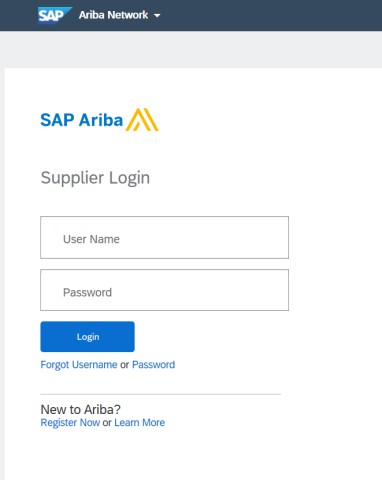 SAP Ariba Network
SAP Ariba
Supplier Login
User Name
Password
Login
Forgot Username or Password
New to Ariba?
Register Now or Learn More